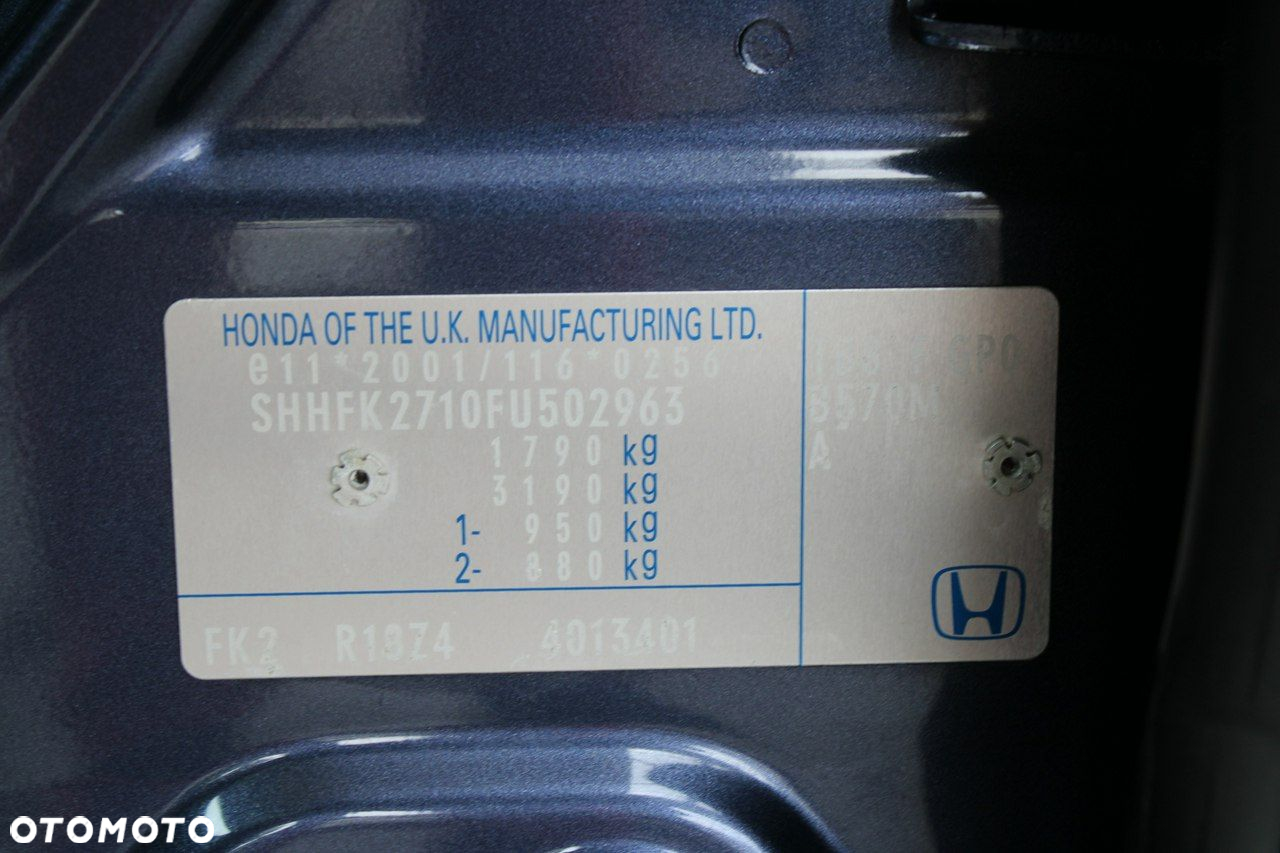 HONDA OF THE U.K. MANUFACTURING LTD.
e11*2001/116*0256
SHHFK2710FU502963
1790 kg
3190 kg
1- 950 kg
2- 880 kg
FK2 R18Z4 4013401
B570M
A
OTOMOTO